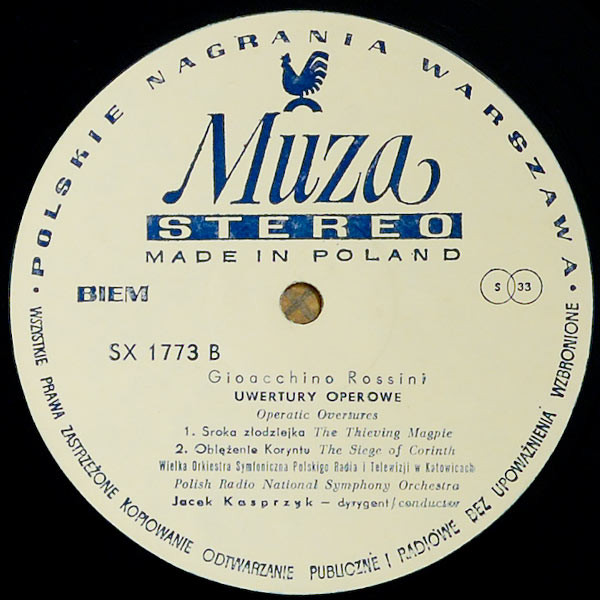 • POLSKIE NAGRANIA WARSZAWA •
Muza
STEREO
MADE IN POLAND
BIEM
S 33
SX 1773 B
Gioacchino Rossini
UWERTURY OPEROWE
Operatic Overtures
1. Sroka złodziejka The Thieving Magpie
2. Oblężenie Koryntu The Siege of Corinth
Wielka Orkiestra Symfoniczna Polskigo Radia i Telewizji w Katowicach
Polish Radio National Symphony Orchestra
Jacek Kasprzyk – dyrygent/conductor
WSZYSTKIE PRAWA ZASTRZEŻONE KOPIOWANIE ODTWARZANIE PUBLICZNE I RADIOWE BEZ UPOWAŻNIENIA WZBRONIONE